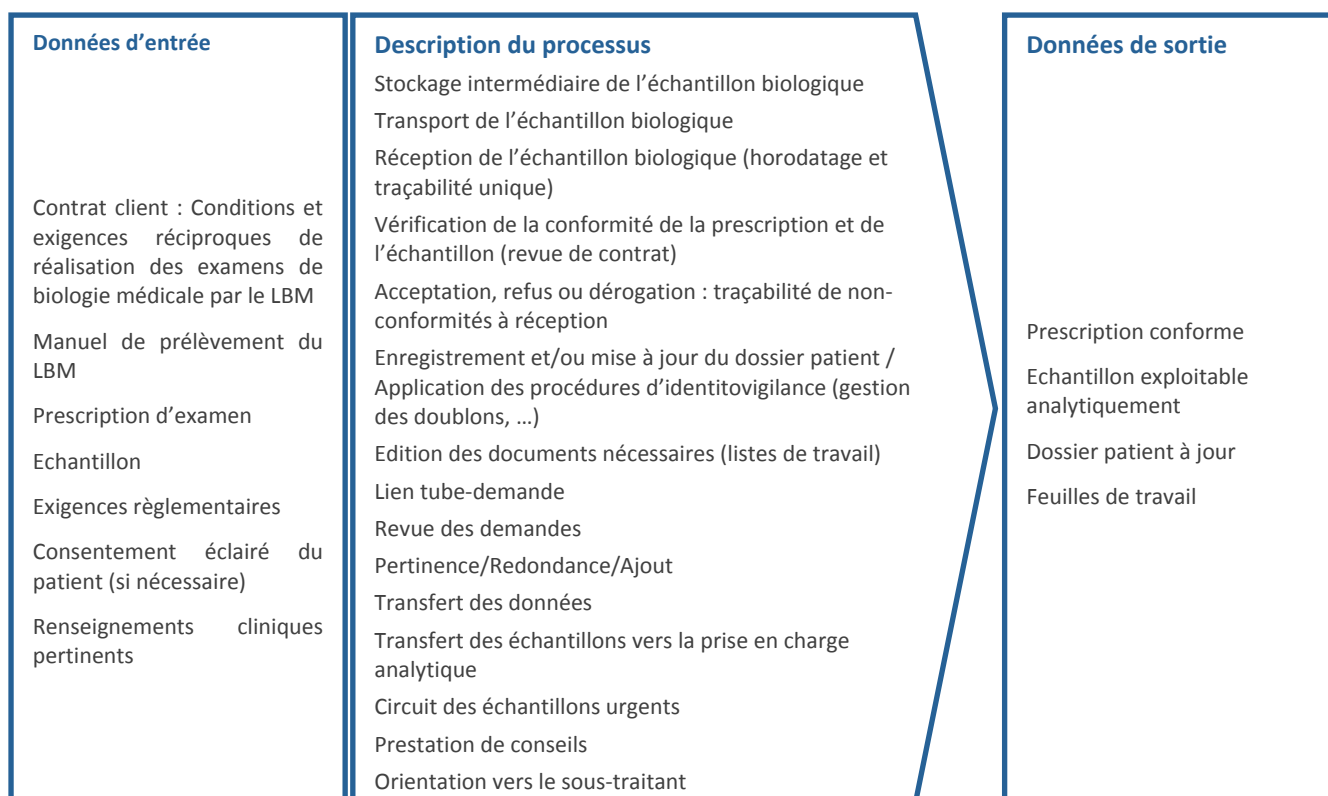 Données d’entrée
Contrat client : Conditions et
exigences réciproques de
réalisation des examens de
biologie médicale par le LBM
Manuel de prélèvement du
LBM
Prescription d’examen
Echantillon
Exigences règlementaires
Consentement éclairé du
patient (si nécessaire)
Renseignements cliniques
pertinents
Description du processus
Stockage intermédiaire de l’échantillon biologique
Transport de l’échantillon biologique
Réception de l’échantillon biologique (horodatage et
traçabilité unique)
Vérification de la conformité de la prescription et de
l’échantillon (revue de contrat)
Acceptation, refus ou dérogation : traçabilité de non-
conformités à réception
Enregistrement et/ou mise à jour du dossier patient /
Application des procédures d’identitovigilance (gestion
des doublons, …)
Edition des documents nécessaires (listes de travail)
Lien tube-demande
Revue des demandes
Pertinence/Redondance/Ajout
Transfert des données
Transfert des échantillons vers la prise en charge
analytique
Circuit des échantillons urgents
Prestation de conseils
Orientation vers le sous-traitant
Données de sortie
Prescription conforme
Echantillon exploitable
analytiquement
Dossier patient à jour
Feuilles de travail